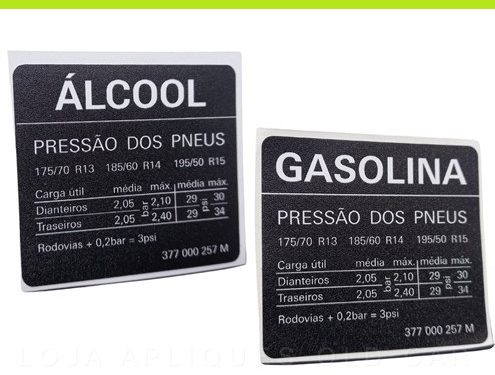 ÁLCOOL
PRESSÃO DOS PNEUS
175/70 R13 185/60 R14 195/50 R15
Carga útil média máx. média máx.
Dianteiros 2,05 bar 2,10 29 psi 30
Traseiros 2,05 2,40 29 34
Rodovias + 0,2bar = 3psi
377 000 257 M
GASOLINA
PRESSÃO DOS PNEUS
175/70 R13 185/60 R14 195/50 R15
Carga útil média máx. média máx.
Dianteiros 2,05 bar 2,10 29 psi 30
Traseiros 2,05 2,40 29 34
Rodovias + 0,2bar = 3psi
377 000 257 M
LOJA APLIQUES OLD CAR